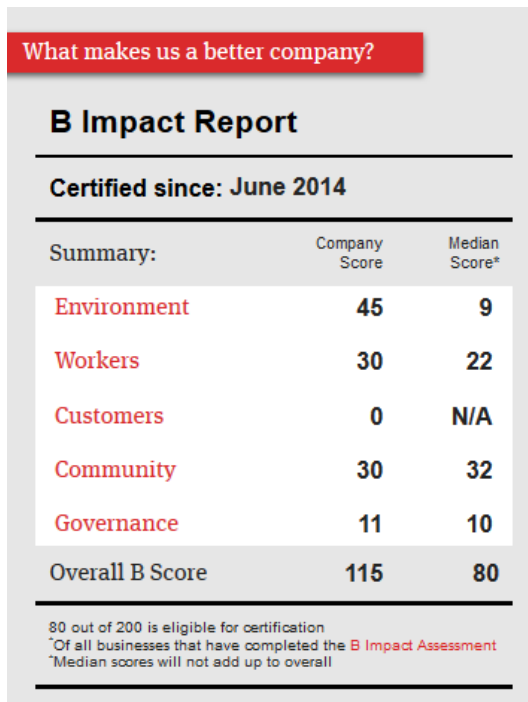 What makes us a better company?
B Impact Report
Certified since: June 2014
Summary: Company Score Median Score*
Environment 45 9
Workers 30 22
Customers 0 N/A
Community 30 32
Governance 11 10
Overall B Score 115 80
80 out of 200 is eligible for certification
*Of all businesses that have completed the B Impact Assessment
*Median scores will not add up to overall